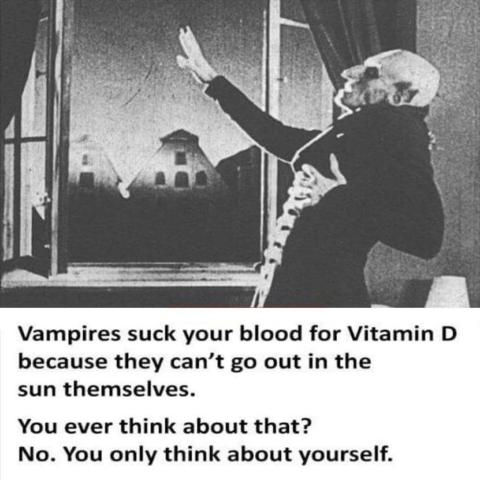 Vampires suck your blood for Vitamin D
because they can't go out in the
sun themselves.
You ever think about that?
No. You only think about yourself.